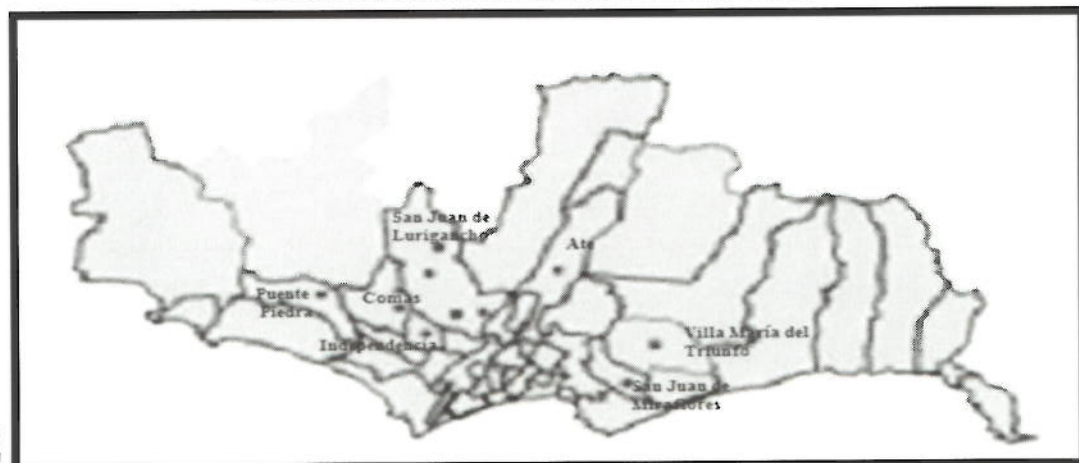 San Juan de
Lurigancho
Ate
Puente
Piedra
Comas
Independencia
Villa María del
Triunfo
San Juan de
Miraflores